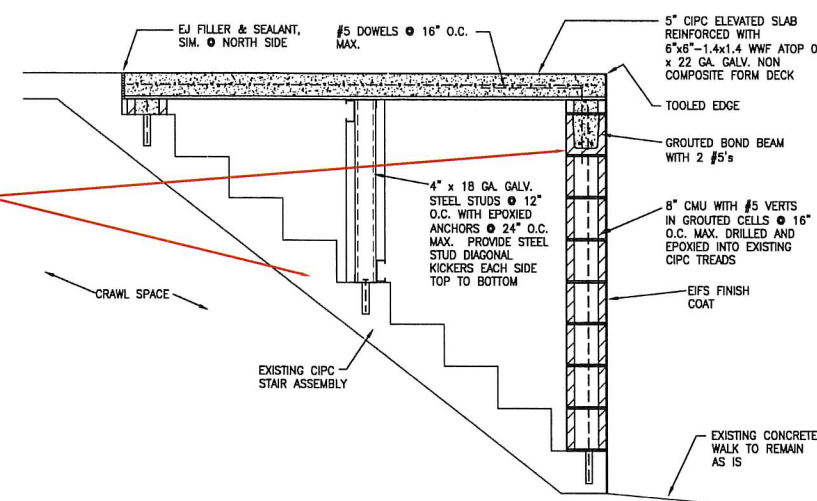 EJ FILLER & SEALANT,
SIM. @ NORTH SIDE
#5 DOWELS @ 16" O.C.
MAX.
5" CIPC ELEVATED SLAB
REINFORCED WITH
6"x6"-1.4x1.4 WWF ATOP
x 22 GA. GALV. NON
COMPOSITE FORM DECK
TOOLED EDGE
GROUTED BOND BEAM
WITH 2 #5's
4" x 18 GA. GALV.
STEEL STUDS @ 12"
O.C. WITH EPOXIED
ANCHORS @ 24" O.C.
MAX. PROVIDE STEEL
STUD DIAGONAL
KICKERS EACH SIDE
TOP TO BOTTOM
8" CMU WITH #5 VERTS
IN GROUTED CELLS @ 16"
O.C. MAX. DRILLED AND
EPOXIED INTO EXISTING
CIPC TREADS
CRAWL SPACE
EIFS FINISH
COAT
EXISTING CIPC
STAIR ASSEMBLY
EXISTING CONCRETE
WALK TO REMAIN
AS IS